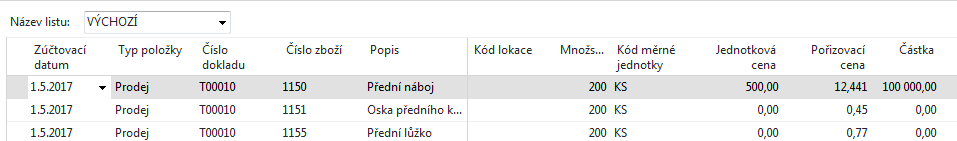 Název listu: VÝCHOZÍ
Zúčtovací datum Typ položky Číslo dokladu Číslo zboží Popis Kód lokace Množs... Kód měrné jednotky Jednotková cena Pořizovací cena Částka
1.5.2017 Prodej T00010 1150 Přední náboj 200 KS 500,00 12,441 100 000,00
1.5.2017 Prodej T00010 1151 Oska předního k... 200 KS 0,00 0,45 0,00
1.5.2017 Prodej T00010 1155 Přední lůžko 200 KS 0,00 0,77 0,00